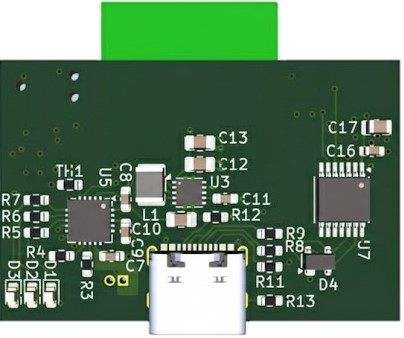 C13
C17
C12
C16
TH1
U5
C8
U3
R7
C11
R6
L1
R12
R5
C10
U7
R9
R8
R4
C9
C7
D3
D2
D1
R3
R11
D4
R13